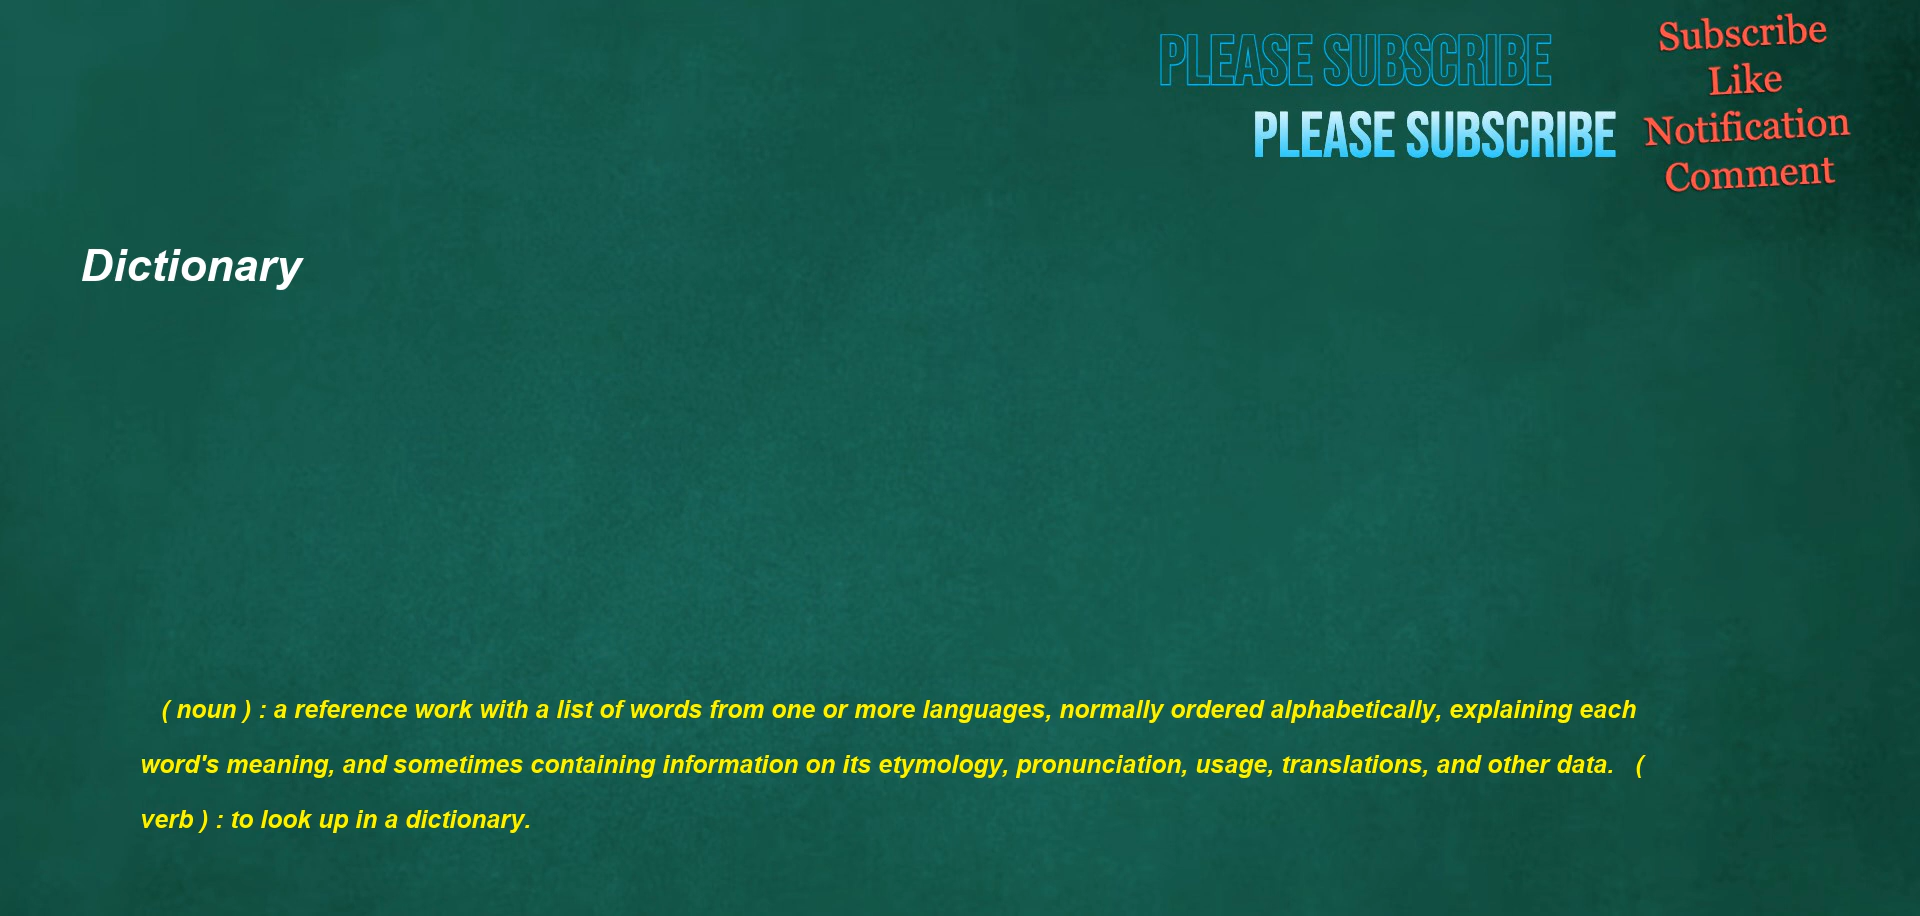 PLEASE SUBSCRIBE
PLEASE SUBSCRIBE
Subscribe
Like
Notification
Comment
Dictionary
( noun ) : a reference work with a list of words from one or more languages, normally ordered alphabetically, explaining each
word's meaning, and sometimes containing information on its etymology, pronunciation, usage, translations, and other data. (
verb ) : to look up in a dictionary.